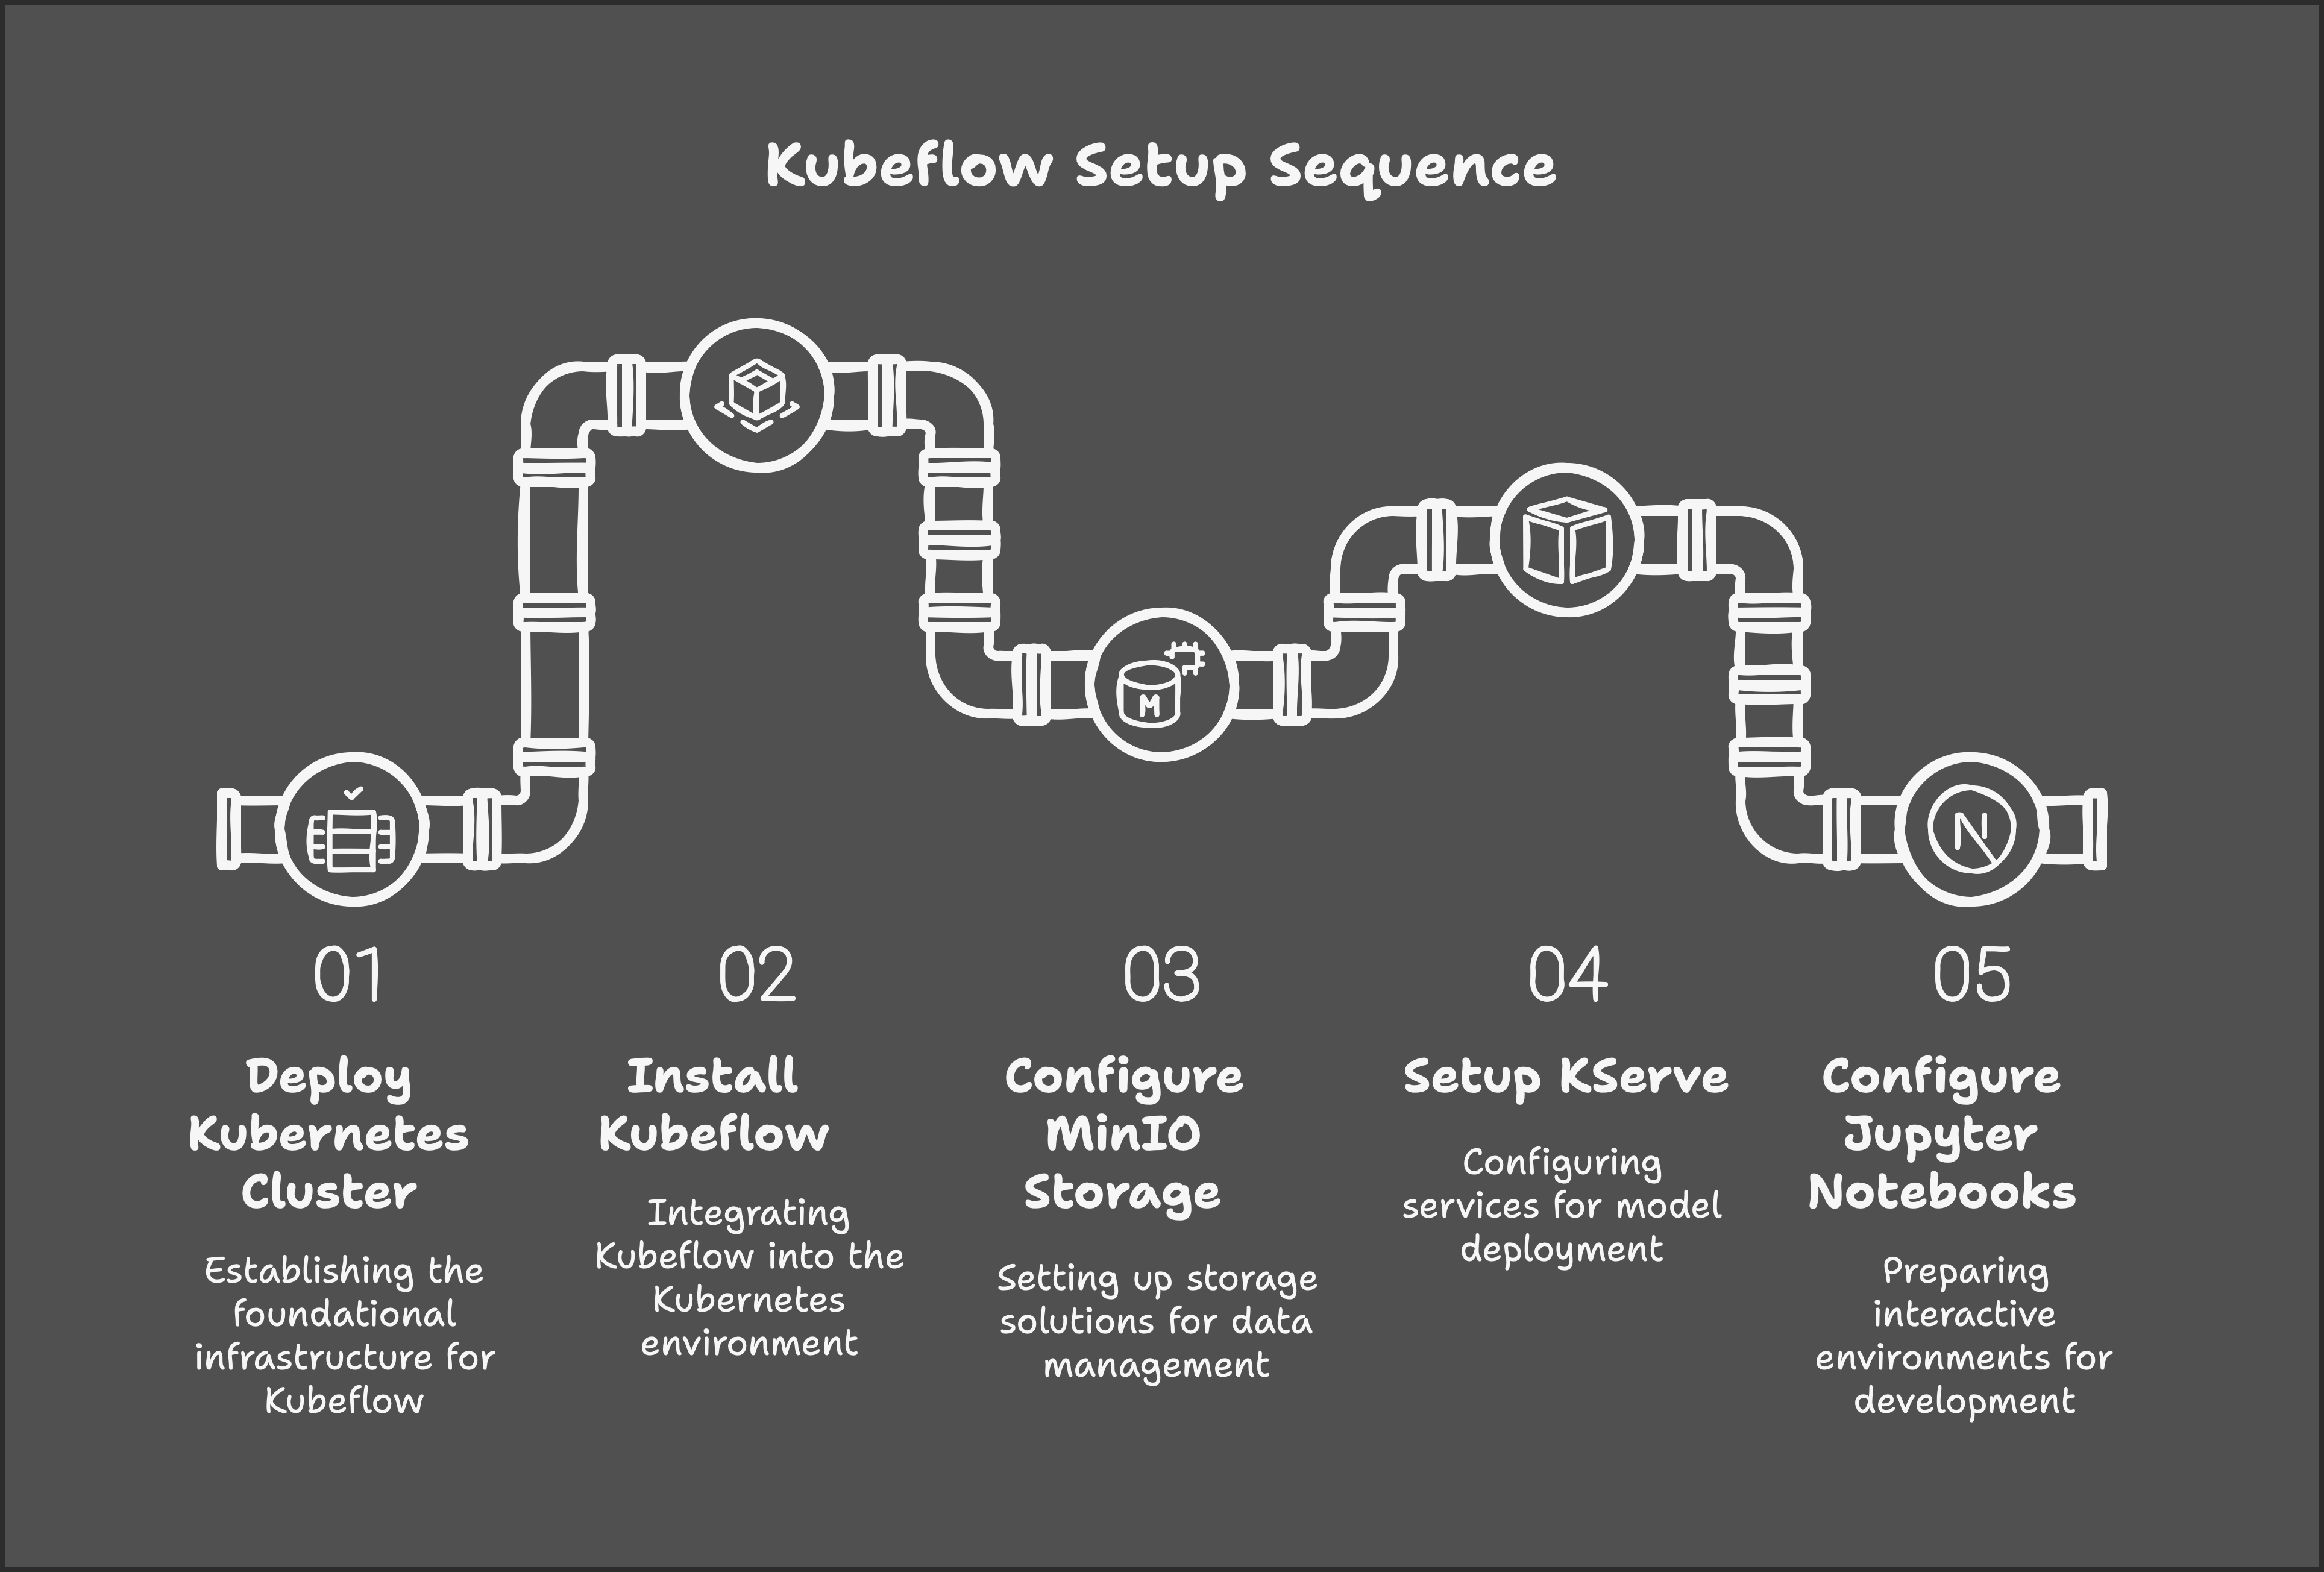 Kubeflow Setup Sequence
M
N
01
Deploy
Kubernetes
Cluster
Establishing the
foundational
infrastructure for
Kubeflow
02
Install
Kubeflow
Integrating
Kubeflow into the
Kubernetes
environment
03
Configure
MinIO
Storage
Setting up storage
solutions for data
management
04
Setup KServe
Configuring
services for model
deployment
05
Configure
Jupyter
Notebooks
Preparing
interactive
environments for
development